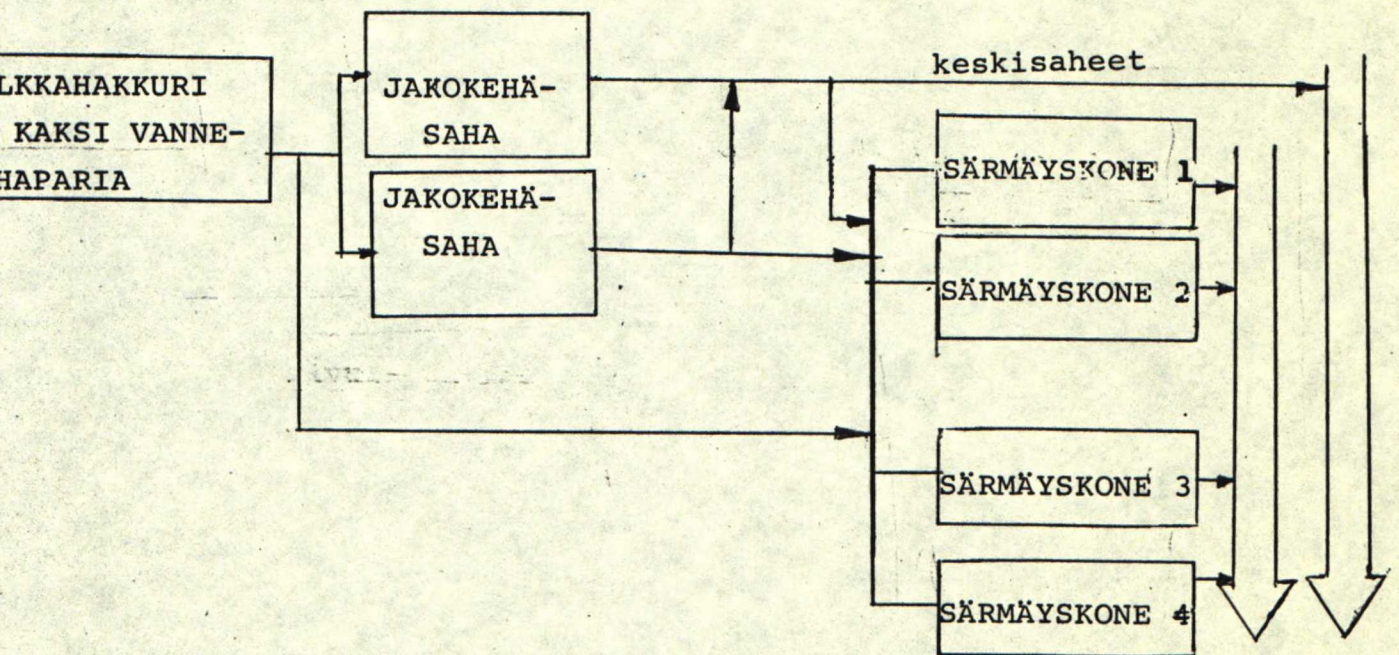 LKKAHAKKURI
KAKSI VANNE-
HAPARIA
JAKOKEHÄ-
SAHA
JAKOKEHÄ-
SAHA
keskisaheet
SÄRMÄYSKONE 1
SÄRMÄYSKONE 2
SÄRMÄYSKONE 3
SÄRMÄYSKONE 4